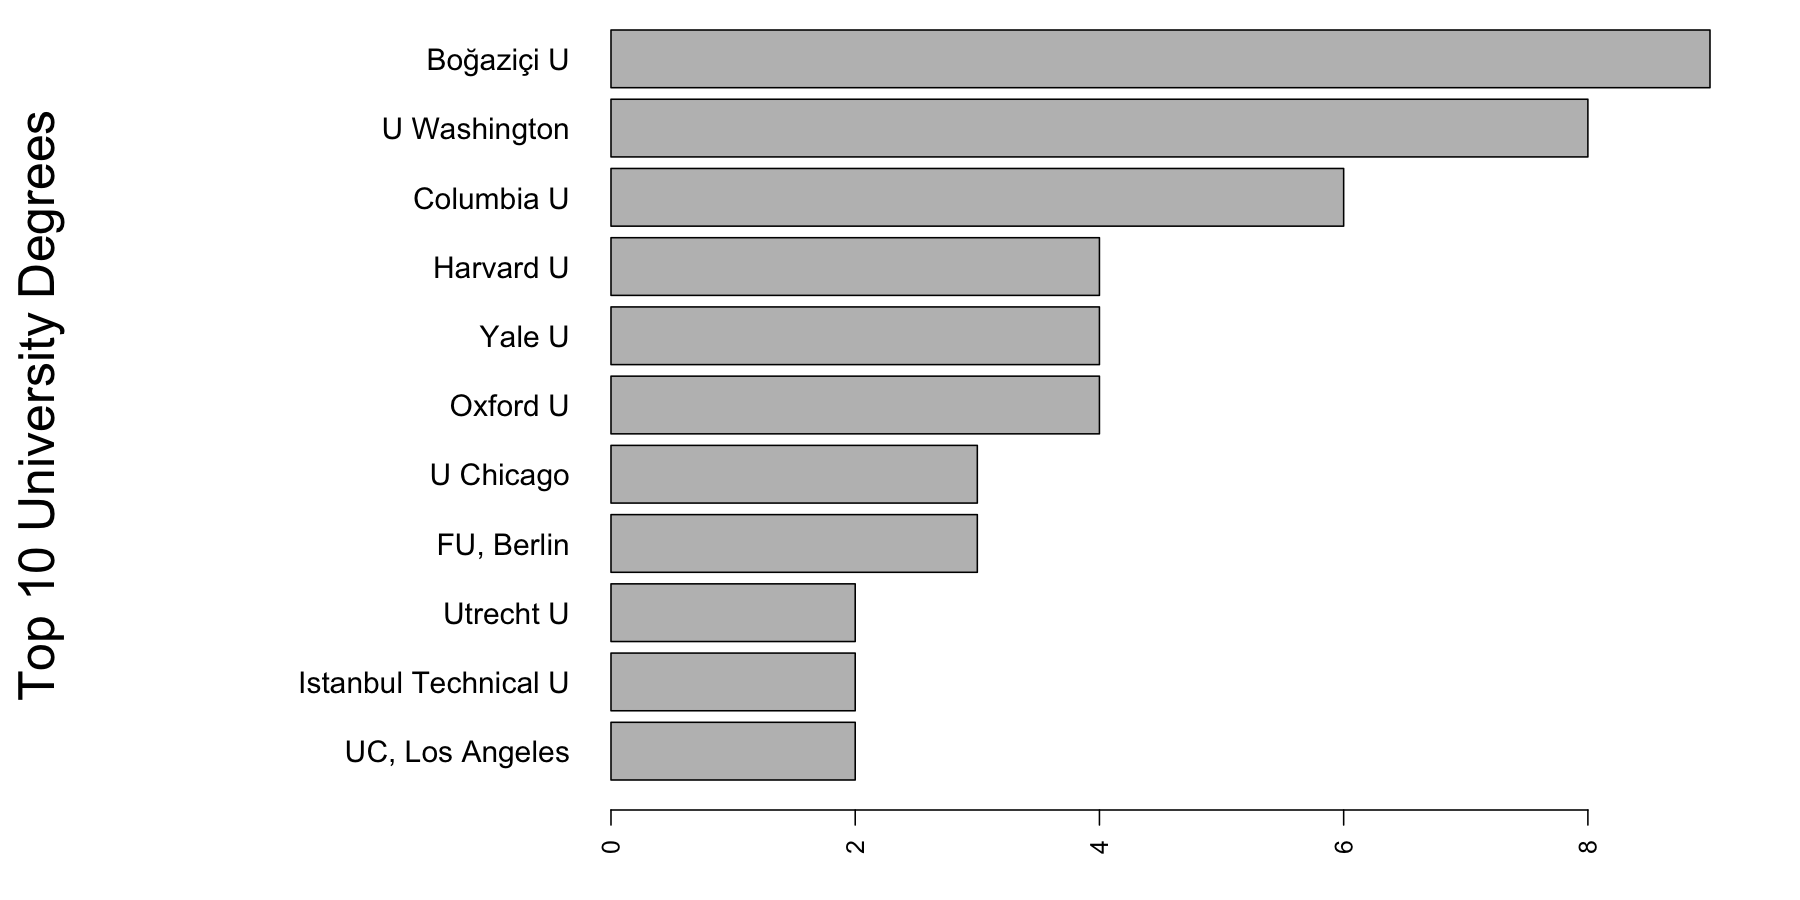 Top 10 University Degrees
Boğaziçi U
U Washington
Columbia U
Harvard U
Yale U
Oxford U
U Chicago
FU, Berlin
Utrecht U
Istanbul Technical U
UC, Los Angeles
0 2 4 6 8